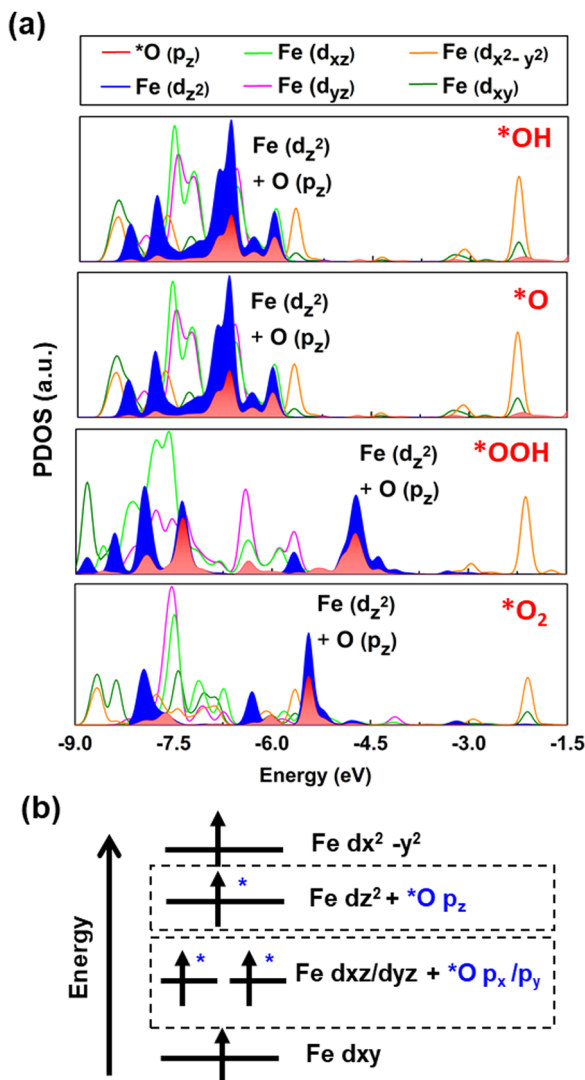 (a)
*O (pz) Fe (dxz) Fe (dx²- y²)
Fe (dz²) Fe (dyz) Fe (dxy)
Fe (dz²)
+ O (pz)
*OH
Fe (dz²)
+ O (pz)
*O
Fe (dz²)
+ O (pz)
*OOH
Fe (dz²)
+ O (pz)
*O₂
PDOS (a.u.)
-9.0 -7.5 -6.0 -4.5 -3.0 -1.5
Energy (eV)
(b)
Energy
Fe dx² -y²
* Fe dz² + *O pz
* * Fe dxz/dyz + *O px /py
Fe dxy